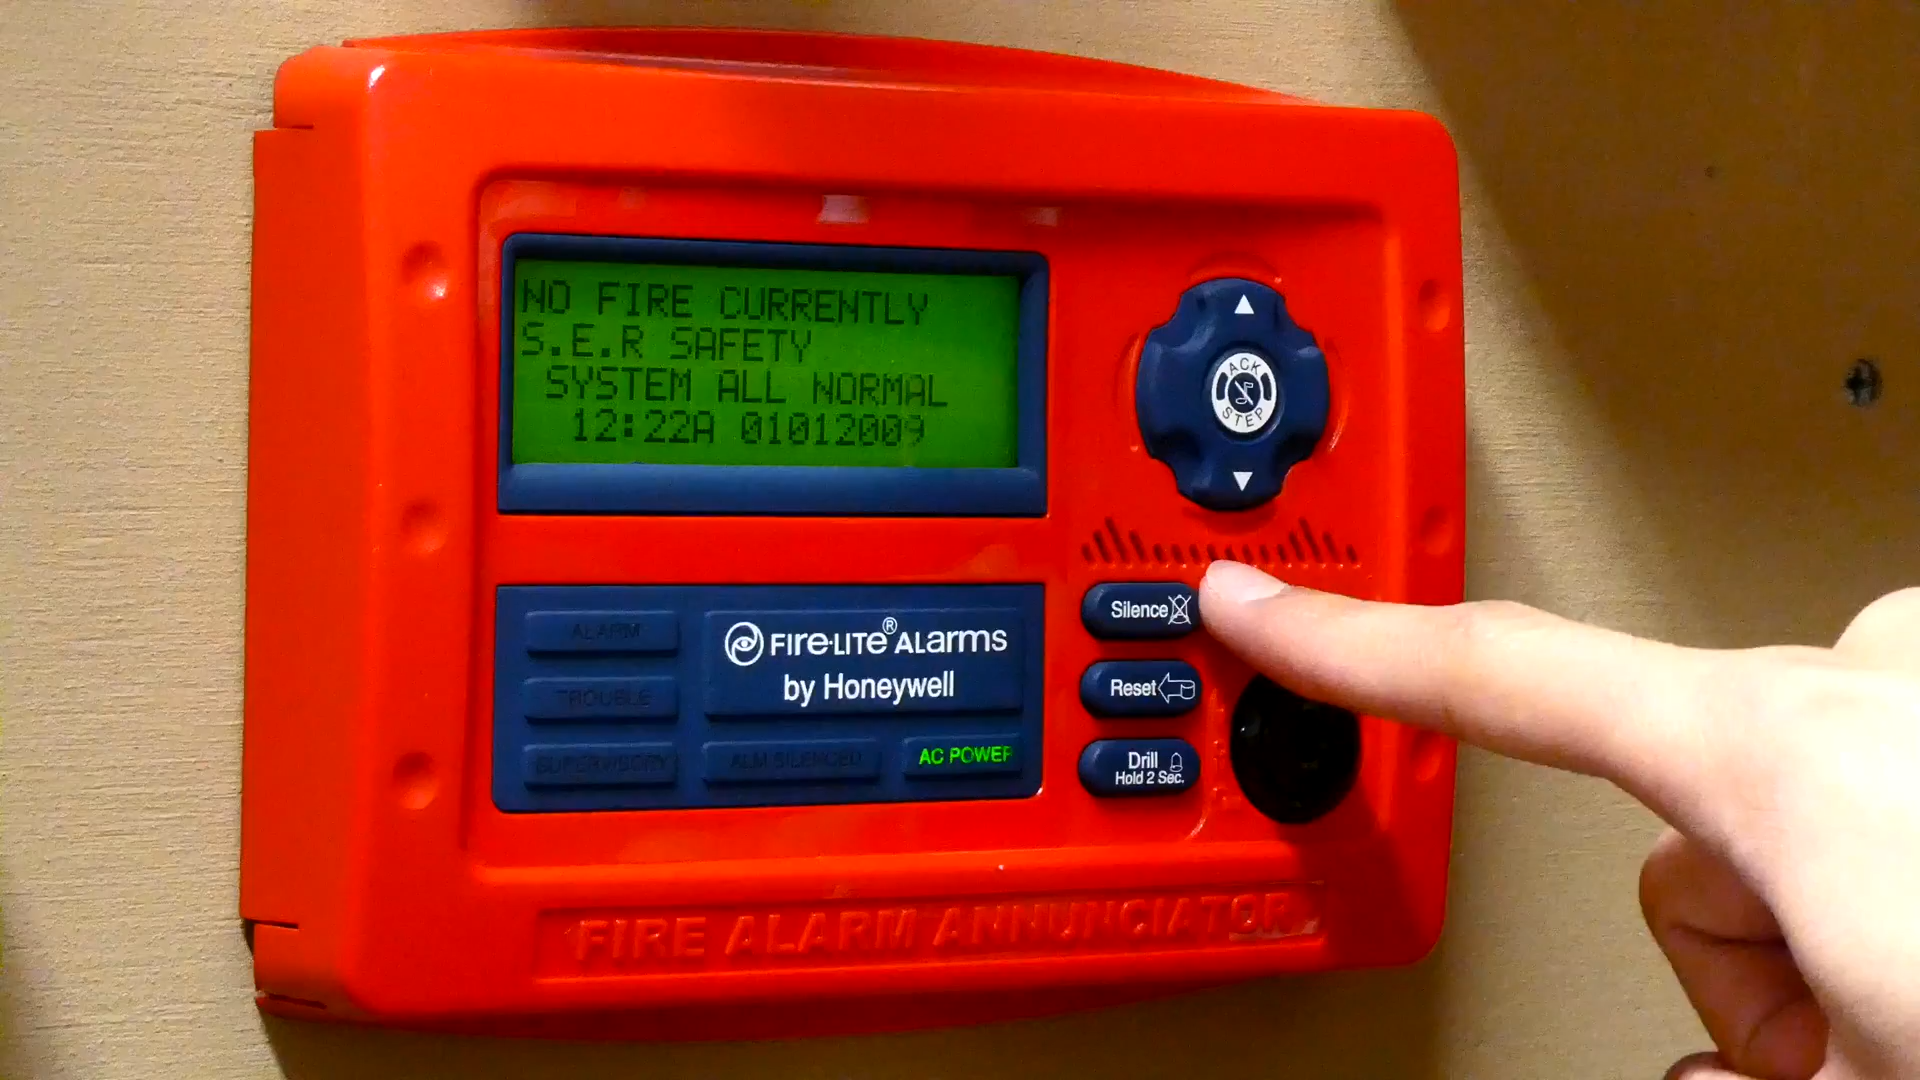 NO FIRE CURRENTLY
S.E.R SAFETY
SYSTEM ALL NORMAL
12:22A 01012009
ACK
STEP
Silence
Reset
Drill
Hold 2 Sec.
ALARM
TROUBLE
SUPERVISORY
FIRE·LITE® ALARMS
by Honeywell
ALM SILENCED
AC POWER
FIRE ALARM ANNUNCIATOR